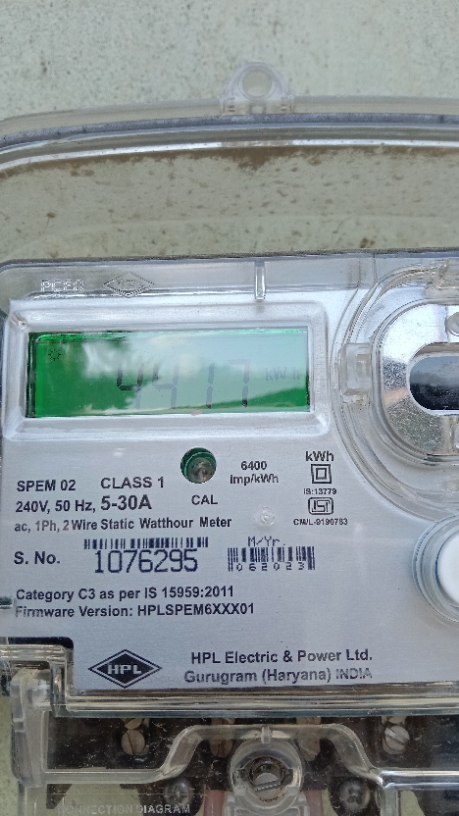 4417 kWh
SPEM 02 CLASS 1
240V, 50 Hz, 5-30A
CAL
6400
Imp/kWh
kWh
IS:13779
ISI
CM/L-9199763
ac, 1Ph, 2 Wire Static Watthour Meter
S. No. 1076295
M/Yr.
062023
Category C3 as per IS 15959:2011
Firmware Version: HPLSPEM6XXX01
HPL
HPL Electric & Power Ltd.
Gurugram (Haryana) INDIA
CONNECTION DIAGRAM